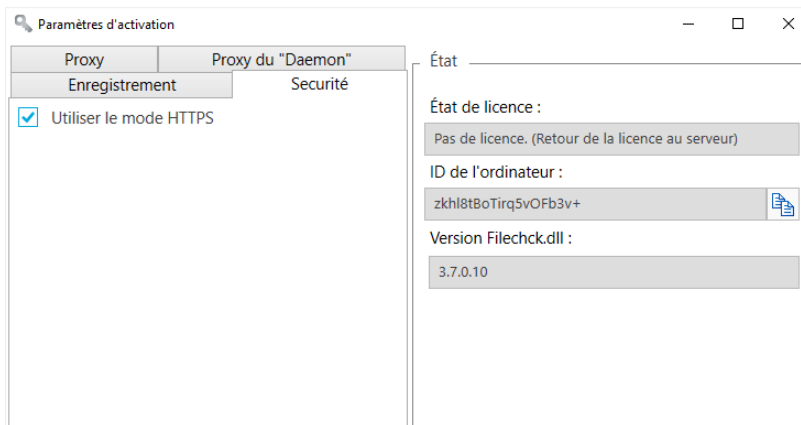 Paramètres d'activation
Proxy
Proxy du "Daemon"
Enregistrement
Securité
Utiliser le mode HTTPS
État
État de licence :
Pas de licence. (Retour de la licence au serveur)
ID de l'ordinateur :
zkhl8tBoTirq5vOFb3v+
Version Filechck.dll :
3.7.0.10